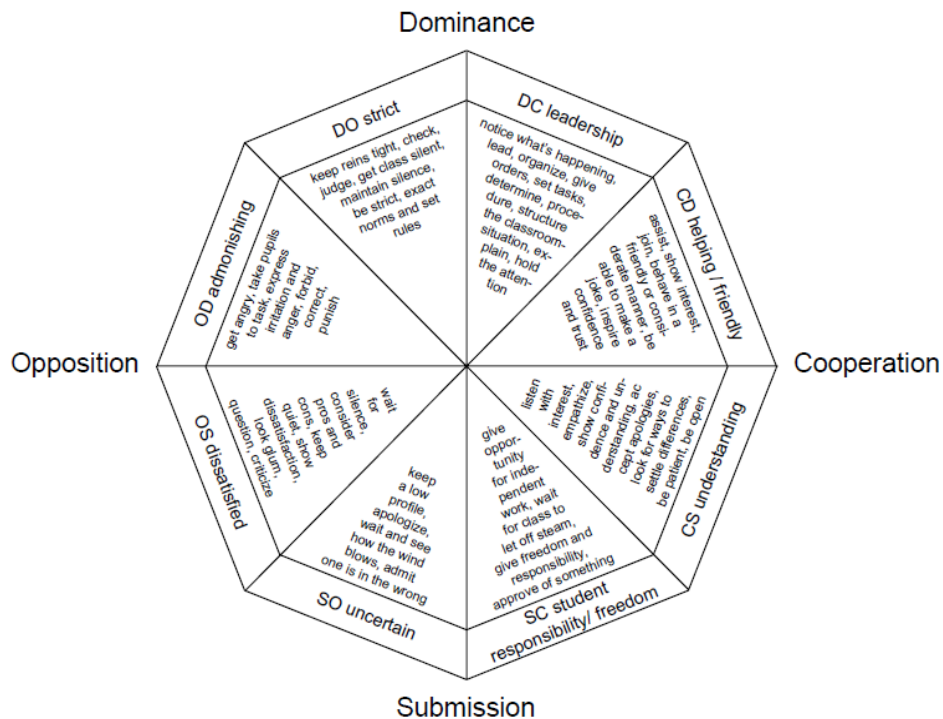 Dominance
DO strict
keep reins tight, check,
judge, get class silent,
maintain silence,
be strict, exact
norms and set
rules
DC leadership
notice what's happening,
lead, organize, give
orders, set tasks,
determine, proce-
dure, structure
the classroom-
situation, ex-
plain, hold
the atten-
tion
OD admonishing
get angry, take pupils
to task, express
irritation and
anger, forbid,
correct,
punish
CD helping / friendly
assist, show interest,
join, behave in a
friendly or consi-
derate manner, be
able to make a
joke, inspire
confidence
and trust
Opposition
Cooperation
OS dissatisfied
wait
for
silence,
consider
pros and
cons, keep
quiet, show
dissatisfaction,
look glum,
question, criticize
CS understanding
listen
with
interest,
empathize,
show confi-
dence and un-
derstanding, ac
cept apologies,
look for ways to
settle differences,
be patient, be open
SO uncertain
keep
a low
profile,
apologize,
wait and see
how the wind
blows, admit
one is in the wrong
give
oppor-
tunity
for inde-
pendent
work, wait
for class to
let off steam,
give freedom and
responsibility,
approve of something
SC student
responsibility/ freedom
Submission